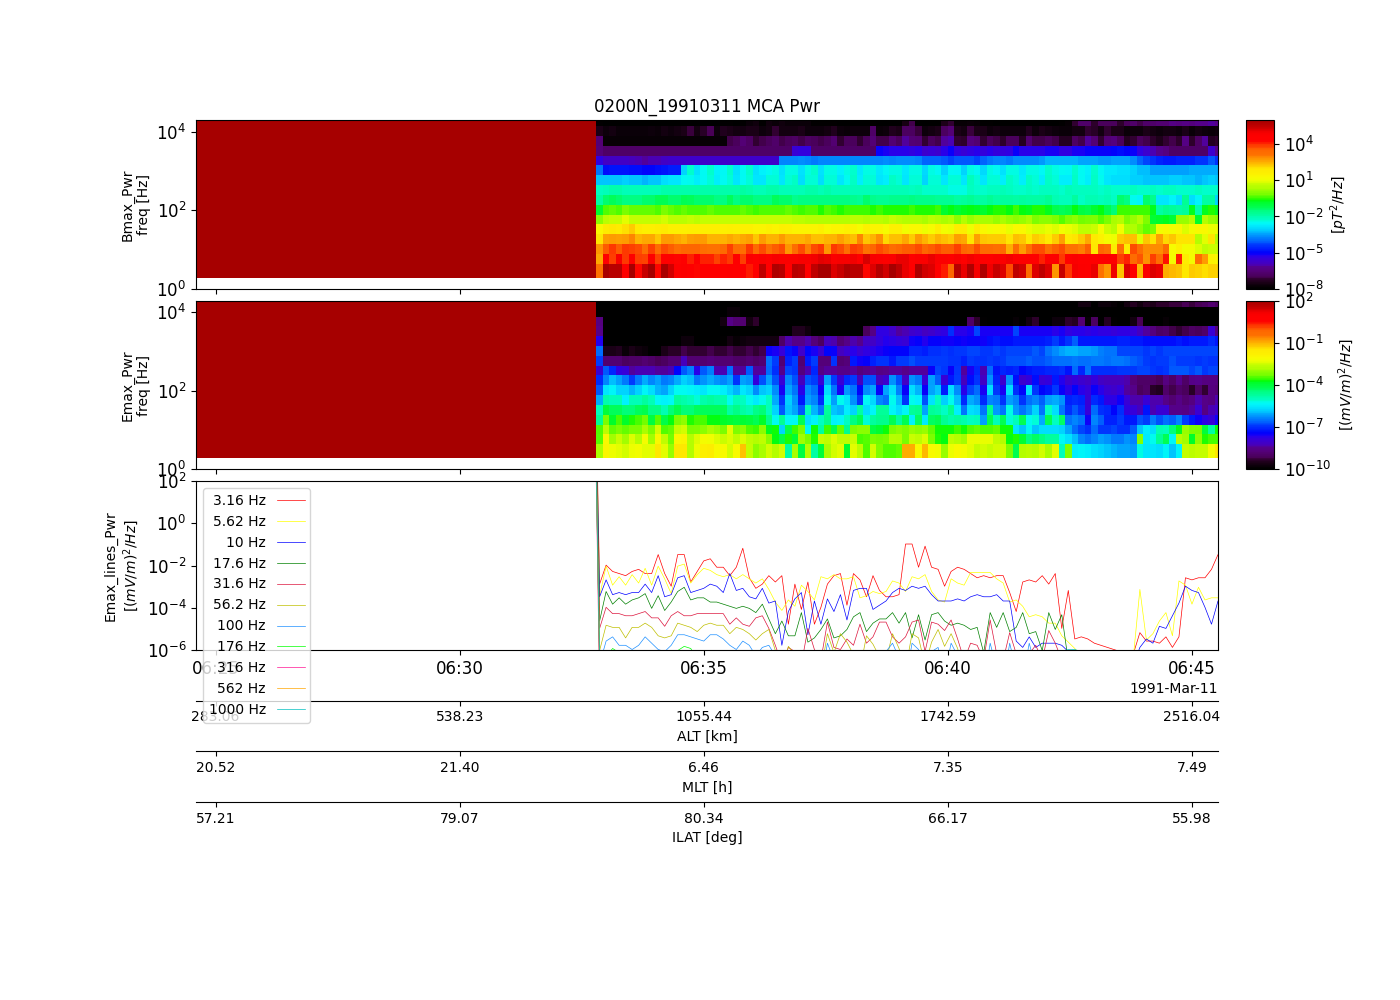 0200N_19910311 MCA Pwr
Bmax_Pwr
freq [Hz]
10^4
10^2
10^0
10^4
10^1
10^-2
10^-5
10^-8
[pT^2/Hz]
Emax_Pwr
freq [Hz]
10^4
10^2
10^0
10^2
10^-1
10^-4
10^-7
10^-10
[(mV/m)^2/Hz]
Emax_lines_Pwr
[(mV/m)^2/Hz]
10^2
10^0
10^-2
10^-4
10^-6
3.16 Hz
5.62 Hz
10 Hz
17.6 Hz
31.6 Hz
56.2 Hz
100 Hz
176 Hz
316 Hz
562 Hz
1000 Hz
06:25 06:30 06:35 06:40 06:45
1991-Mar-11
283.06 538.23 1055.44 1742.59 2516.04
ALT [km]
20.52 21.40 6.46 7.35 7.49
MLT [h]
57.21 79.07 80.34 66.17 55.98
ILAT [deg]